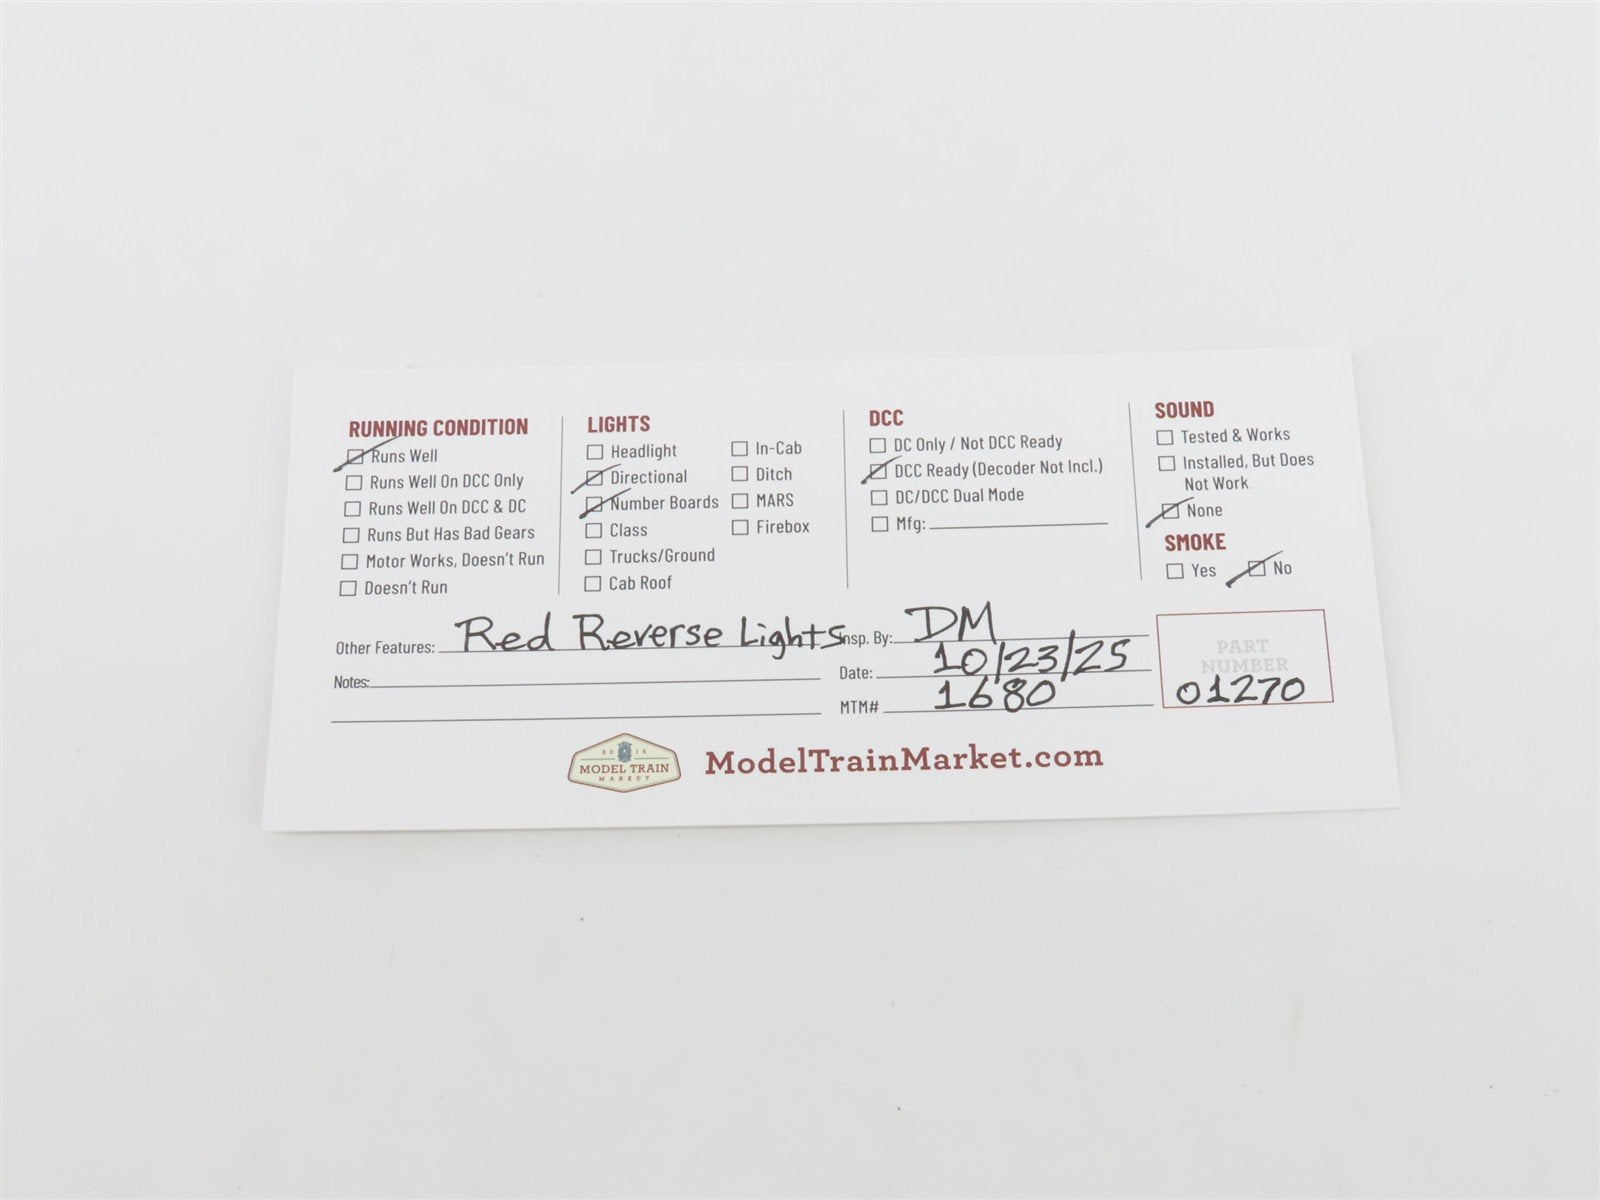 RUNNING CONDITION
Runs Well
Runs Well On DCC Only
Runs Well On DCC & DC
Runs But Has Bad Gears
Motor Works, Doesn't Run
Doesn't Run
LIGHTS
Headlight
Directional
Number Boards
Class
Trucks/Ground
Cab Roof
In-Cab
Ditch
MARS
Firebox
DCC
DC Only / Not DCC Ready
DCC Ready (Decoder Not Incl.)
DC/DCC Dual Mode
Mfg:
SOUND
Tested & Works
Installed, But Does
Not Work
None
SMOKE
Yes No
Other Features: Red Reverse Lights
Notes:
Insp. By: DM
Date: 10/23/25
MTM# 1680
PART
NUMBER
01270
2015
MODEL TRAIN
MARKET
ModelTrainMarket.com